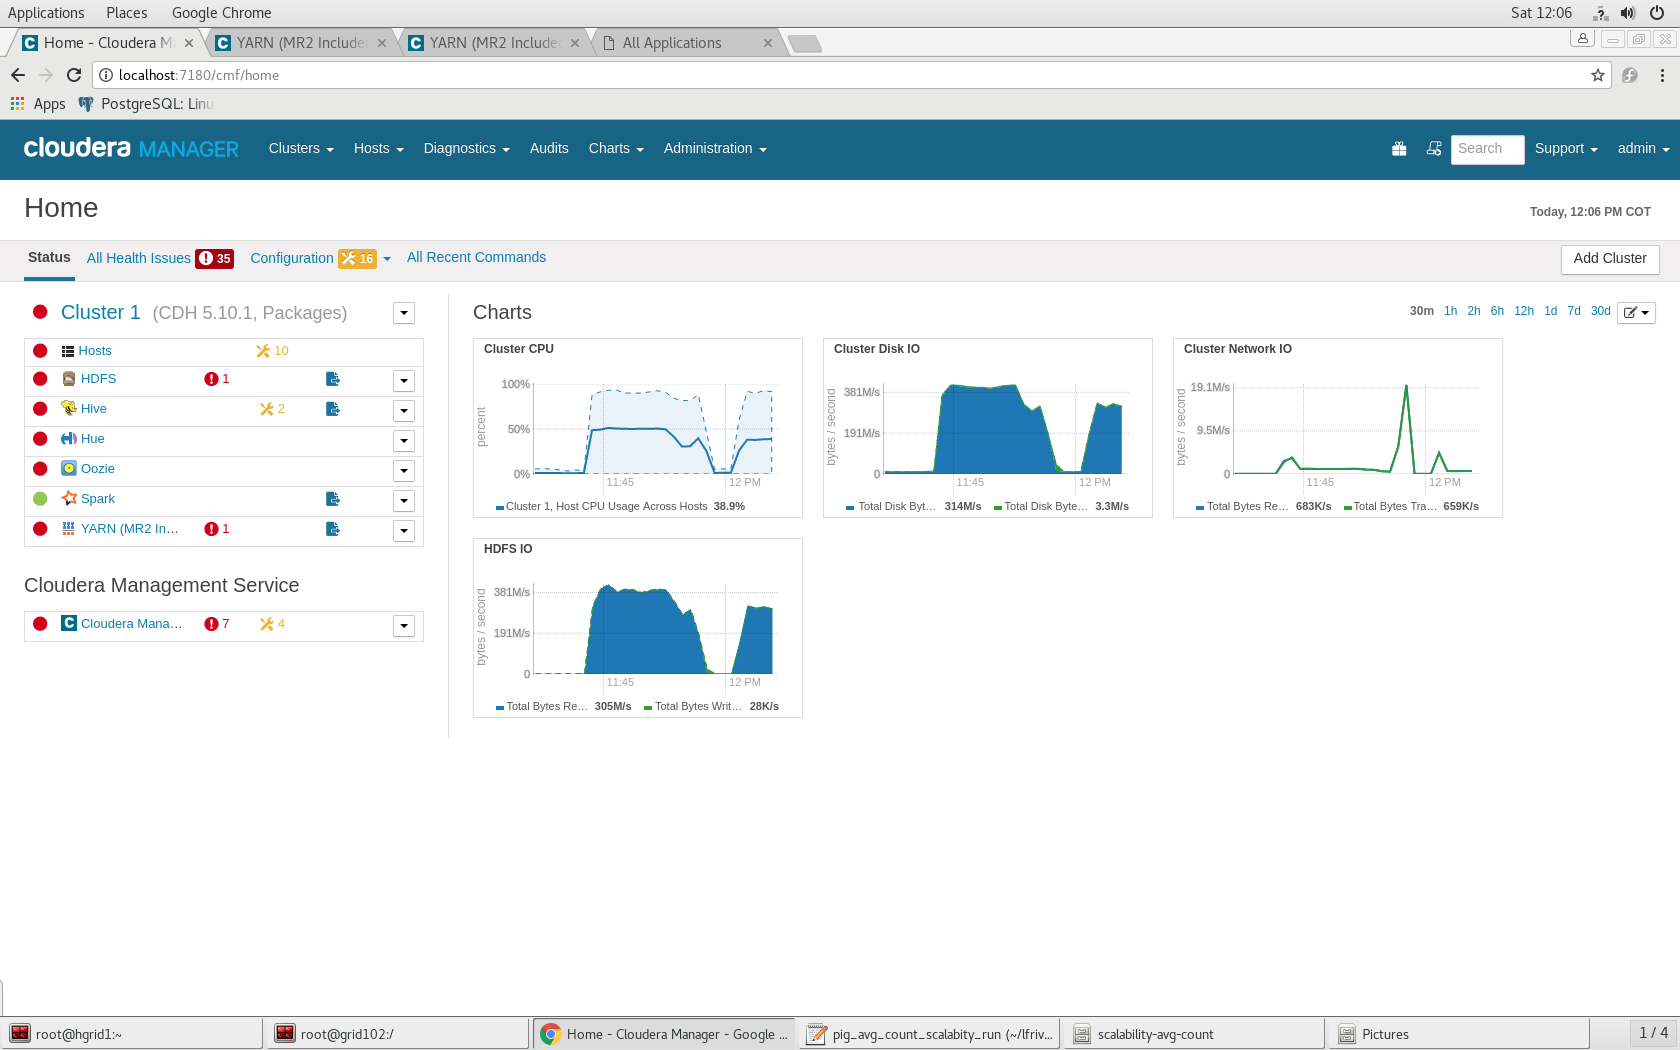 Applications Places Google Chrome Sat 12:06
Home - Cloudera M YARN (MR2 Include YARN (MR2 Include All Applications
localhost:7180/cmf/home
Apps PostgreSQL: Linu
cloudera MANAGER Clusters Hosts Diagnostics Audits Charts Administration Search Support admin
Home
Today, 12:06 PM COT
Status All Health Issues 35 Configuration 16 All Recent Commands Add Cluster
Cluster 1 (CDH 5.10.1, Packages)
Hosts 10
HDFS 1
Hive 2
Hue
Oozie
Spark
YARN (MR2 In... 1
Cloudera Management Service
Cloudera Mana... 7 4
Charts
30m 1h 2h 6h 12h 1d 7d 30d
Cluster CPU
percent
100%
50%
0%
11:45 12 PM
Cluster 1, Host CPU Usage Across Hosts 38.9%
Cluster Disk IO
bytes / second
381M/s
191M/s
0
11:45 12 PM
Total Disk Byt... 314M/s Total Disk Byte... 3.3M/s
Cluster Network IO
bytes / second
19.1M/s
9.5M/s
0
11:45 12 PM
Total Bytes Re... 683K/s Total Bytes Tra... 659K/s
HDFS IO
bytes / second
381M/s
191M/s
0
11:45 12 PM
Total Bytes Re... 305M/s Total Bytes Writ... 28K/s
root@hgrid1:~ root@grid102:/ Home - Cloudera Manager - Google ... pig_avg_count_scalabity_run (~/lfriv... scalability-avg-count Pictures 1 / 4